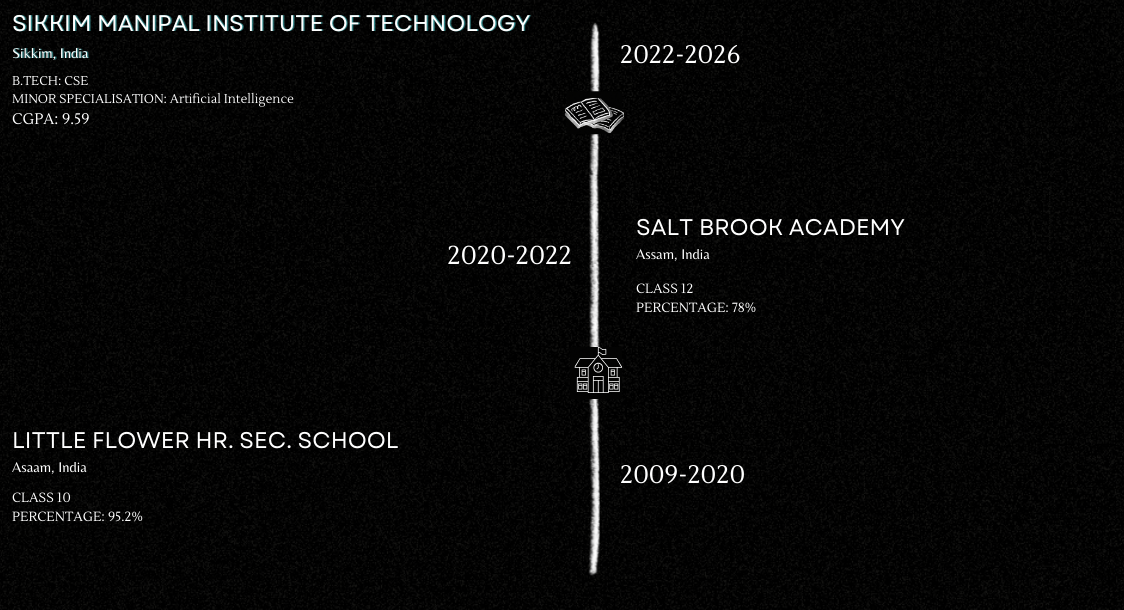 SIKKIM MANIPAL INSTITUTE OF TECHNOLOGY
Sikkim, India
B.TECH: CSE
MINOR SPECIALISATION: Artificial Intelligence
CGPA: 9.59
2022-2026
2020-2022
SALT BROOK ACADEMY
Assam, India
CLASS 12
PERCENTAGE: 78%
LITTLE FLOWER HR. SEC. SCHOOL
Asaam, India
CLASS 10
PERCENTAGE: 95.2%
2009-2020